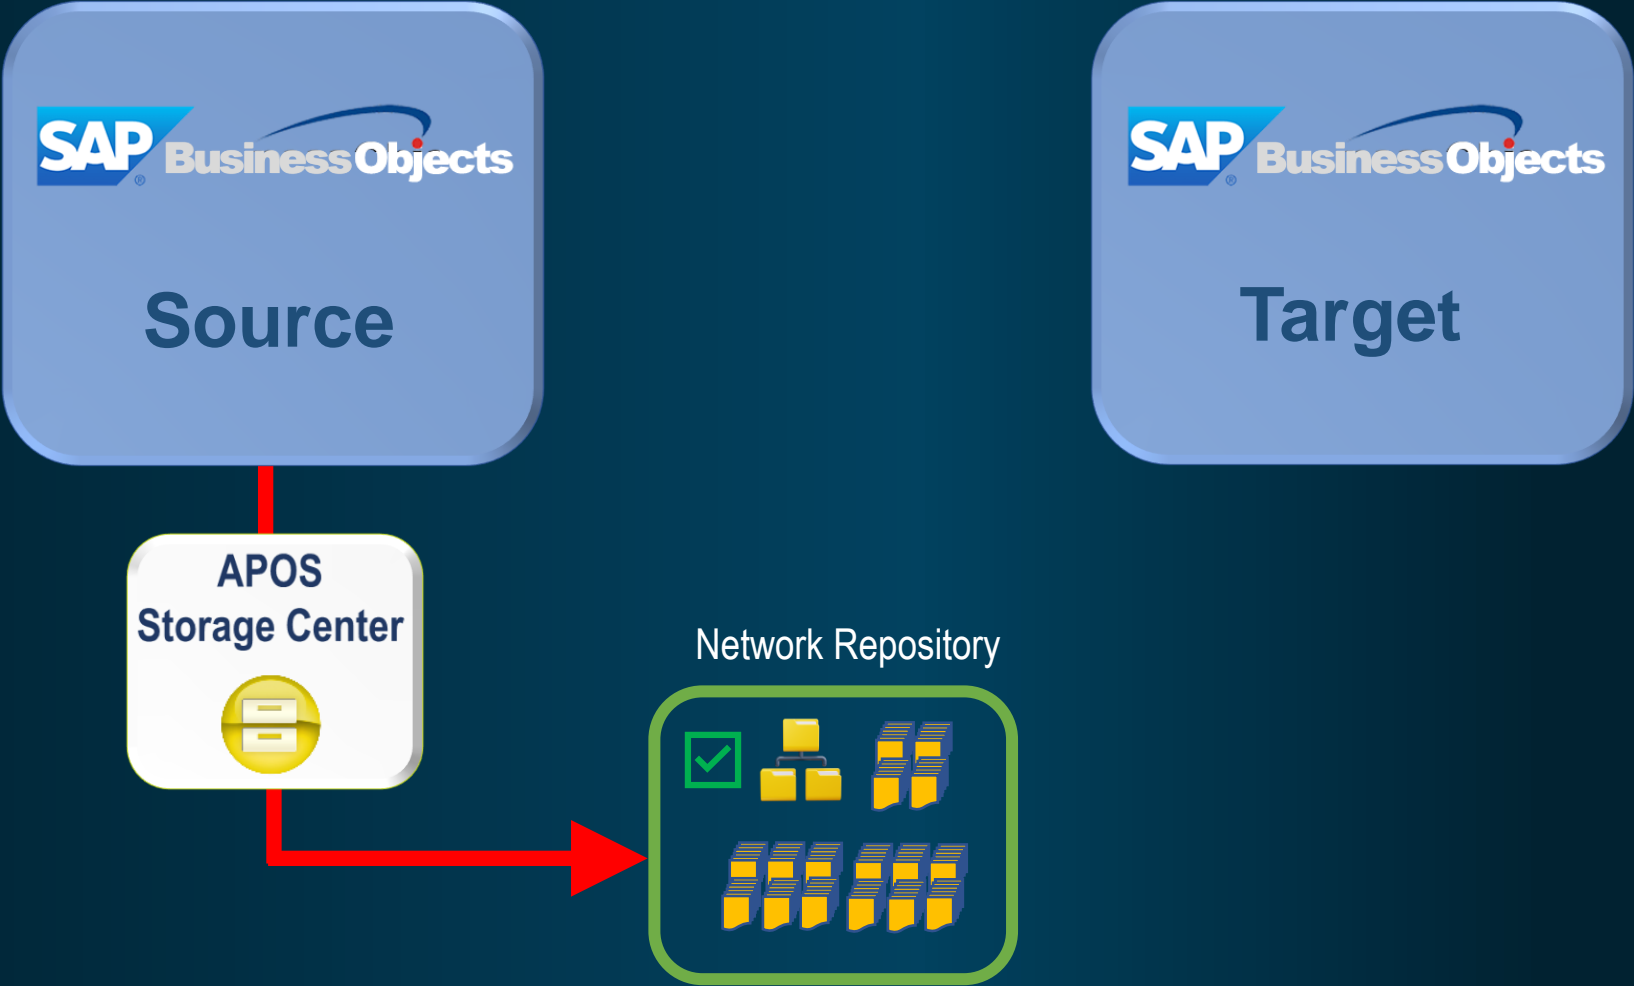 SAP ® BusinessObjects
Source
SAP ® BusinessObjects
Target
APOS
Storage Center
Network Repository